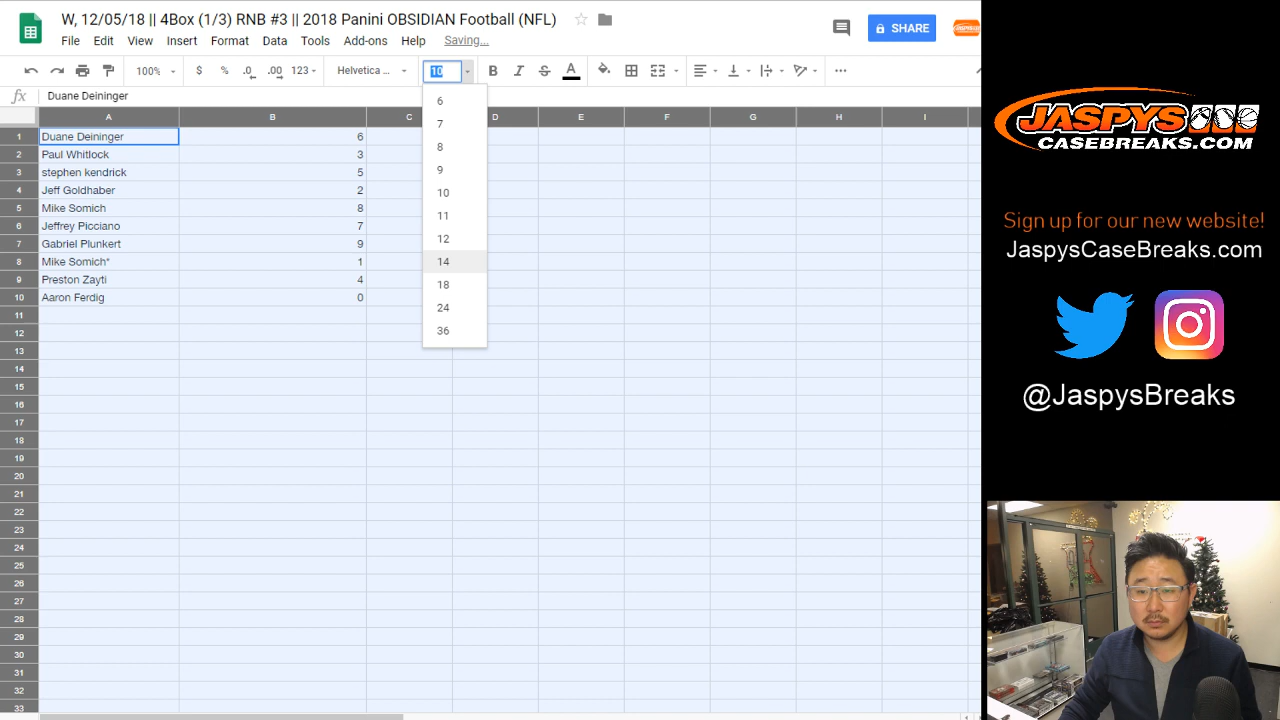 W, 12/05/18 || 4Box (1/3) RNB #3 || 2018 Panini OBSIDIAN Football (NFL)
File Edit View Insert Format Data Tools Add-ons Help Saving...
SHARE
100% $ % .0 .00 123 Helvetica ... 10 B I S A
fx Duane Deininger
A B C D E F G H I
1 Duane Deininger 6
2 Paul Whitlock 3
3 stephen kendrick 5
4 Jeff Goldhaber 2
5 Mike Somich 8
6 Jeffrey Picciano 7
7 Gabriel Plunkert 9
8 Mike Somich* 1
9 Preston Zayti 4
10 Aaron Ferdig 0
11
12
13
14
15
16
17
18
19
20
21
22
23
24
25
26
27
28
29
30
31
32
33
6
7
8
9
10
11
12
14
18
24
36
JASPYS
CASEBREAKS.COM
Sign up for our new website!
JaspysCaseBreaks.com
@JaspysBreaks